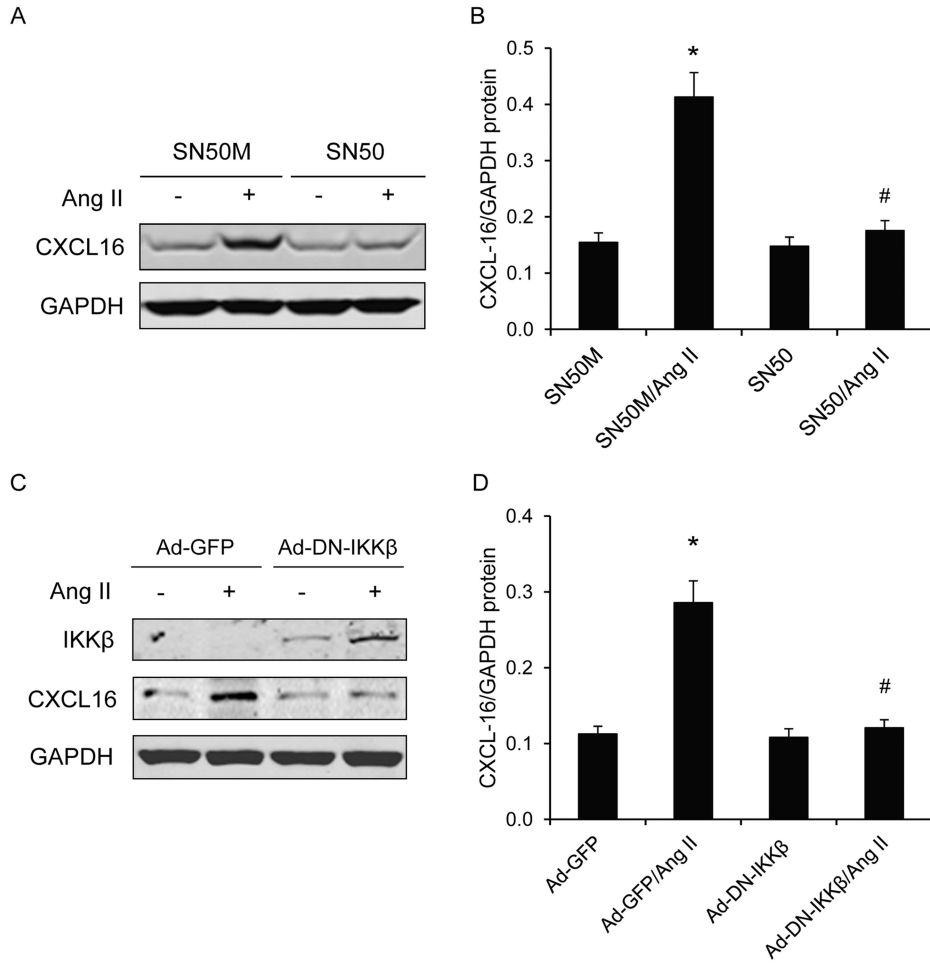 A
SN50M SN50
Ang II - + - +
CXCL16
GAPDH
B
CXCL-16/GAPDH protein
0.5
0.4
0.3
0.2
0.1
0.0
*
#
SN50M
SN50M/Ang II
SN50
SN50/Ang II
C
Ad-GFP Ad-DN-IKKβ
Ang II - + - +
IKKβ
CXCL16
GAPDH
D
CXCL-16/GAPDH protein
0.4
0.3
0.2
0.1
0.0
*
#
Ad-GFP
Ad-GFP/Ang II
Ad-DN-IKKβ
Ad-DN-IKKβ/Ang II